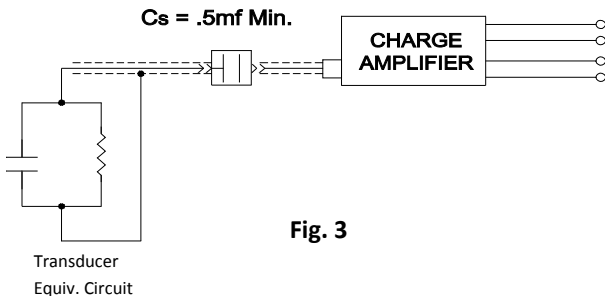 Cs = .5mf Min.
CHARGE
AMPLIFIER
Fig. 3
Transducer
Equiv. Circuit